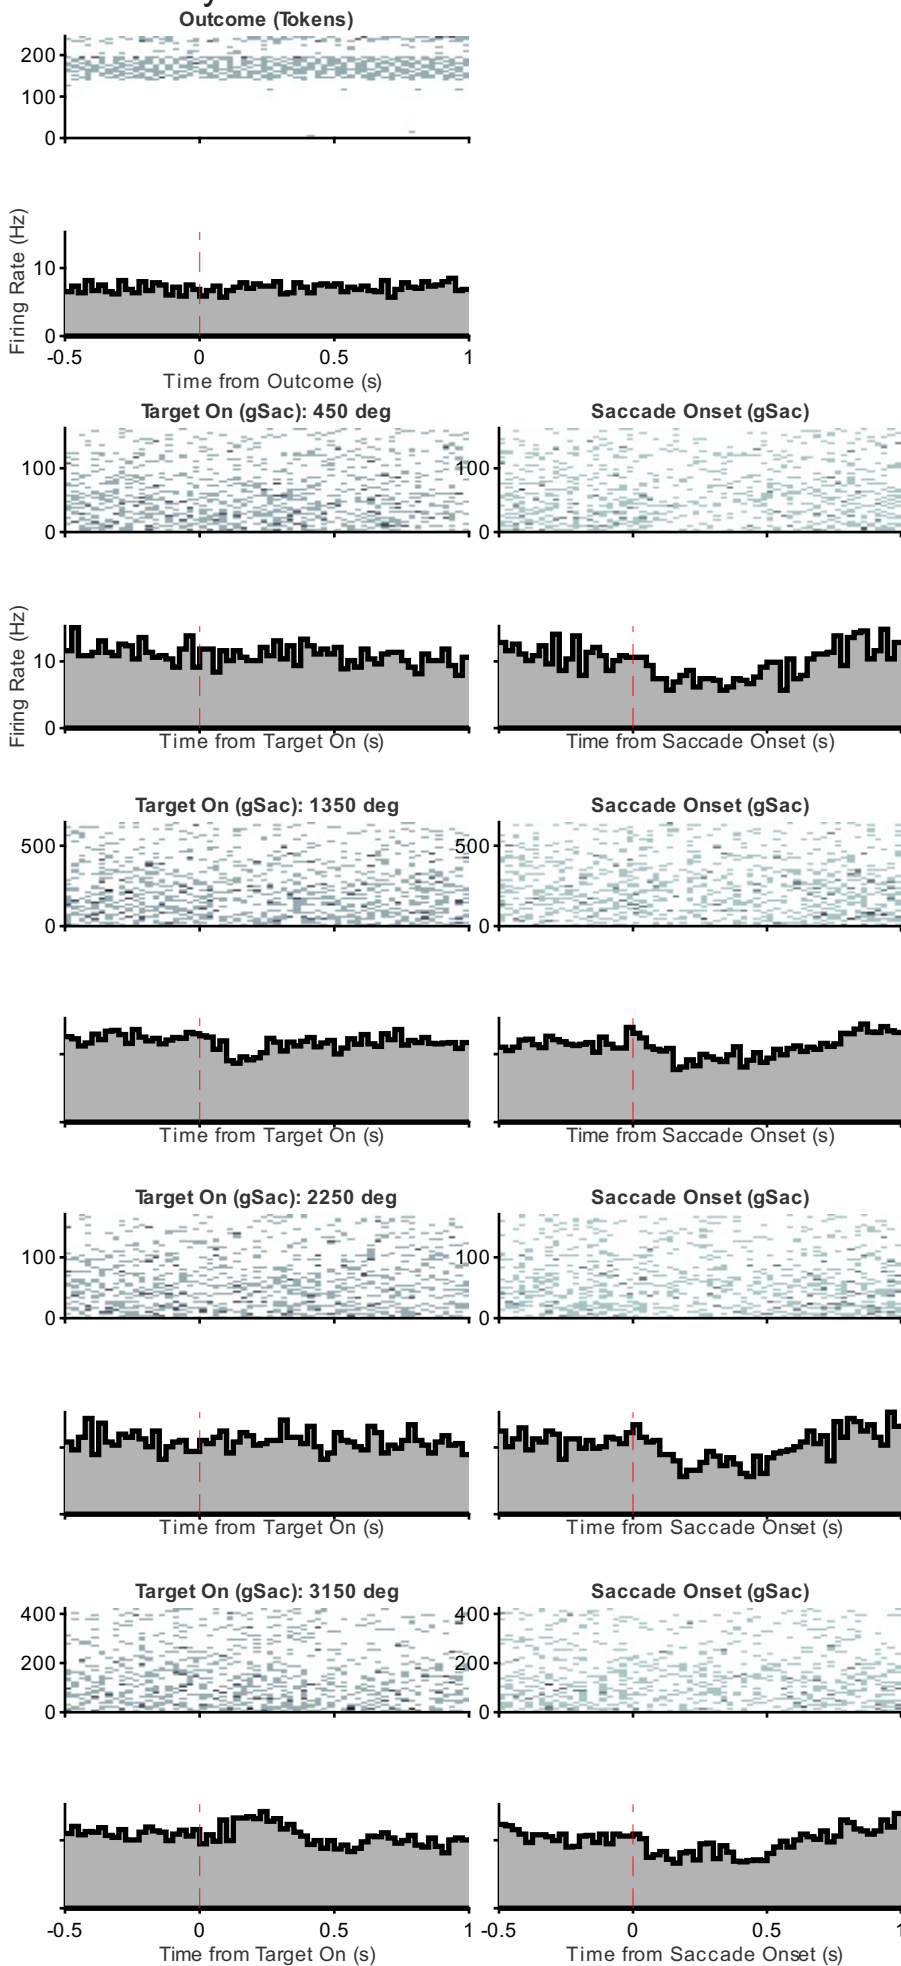 Outcome (Tokens)
200
100
0
Firing Rate (Hz)
10
0
-0.5 0 0.5 1
Time from Outcome (s)
Target On (gSac): 450 deg Saccade Onset (gSac)
100 100
0 0
Firing Rate (Hz)
10
0
Time from Target On (s) Time from Saccade Onset (s)
Target On (gSac): 1350 deg Saccade Onset (gSac)
500 500
0 0
Time from Target On (s) Time from Saccade Onset (s)
Target On (gSac): 2250 deg Saccade Onset (gSac)
100 100
0 0
Time from Target On (s) Time from Saccade Onset (s)
Target On (gSac): 3150 deg Saccade Onset (gSac)
400 400
200 200
0 0
-0.5 0 0.5 1 -0.5 0 0.5 1
Time from Target On (s) Time from Saccade Onset (s)